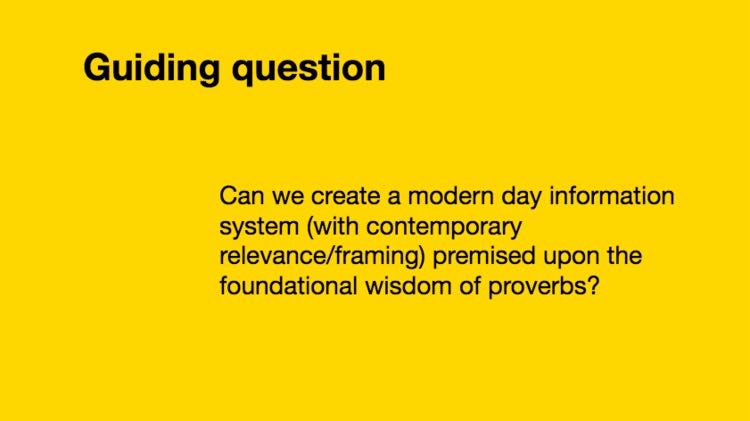 Guiding question
Can we create a modern day information
system (with contemporary
relevance/framing) premised upon the
foundational wisdom of proverbs?